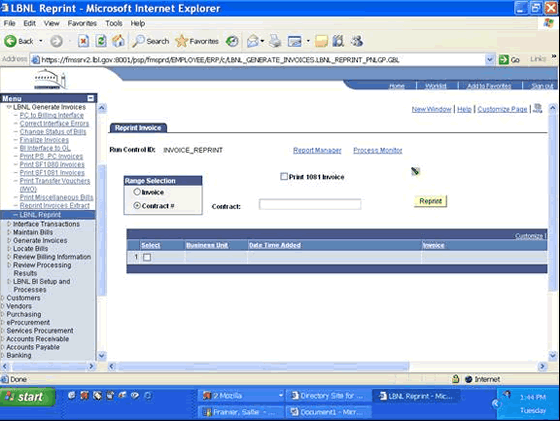 LBNL Reprint - Microsoft Internet Explorer
File Edit View Favorites Tools Help
Back Search Favorites
Address https://fmssrv2.lbl.gov:8001/psp/fmsprd/EMPLOYEE/ERP/c/LBNL_GENERATE_INVOICES.LBNL_REPRINT_PNLGP.GBL Go Links
Home Worklist Add to Favorites Sign out
Menu
New Window | Help | Customize Page |
LBNL Generate Invoices
PC to Billing Interface
Correct Interface Errors
Change Status of Bills
Finalize Invoices
BI Interface to GL
Print PS, PC Invoices
Print SF1080 Invoices
Print SF1081 Invoices
Print Transfer Vouchers
(IWO)
Print Miscellaneous Bills
Reprint Invoices Extract
LBNL Reprint
Interface Transactions
Maintain Bills
Generate Invoices
Locate Bills
Review Billing Information
Review Processing
Results
LBNL BI Setup and
Processes
Customers
Vendors
Purchasing
eProcurement
Services Procurement
Accounts Receivable
Accounts Payable
Banking
Reprint Invoice
Run Control ID: INVOICE_REPRINT Report Manager Process Monitor
Range Selection
Invoice
Contract #
Print 1081 Invoice
Contract:
Reprint
Customize |
Select Business Unit Date Time Added Invoice
1
Done Internet
start
2 Mozilla
Directory Site for ...
LBNL Reprint - Mic...
Document1 - Micr...
1:44 PM
Tuesday